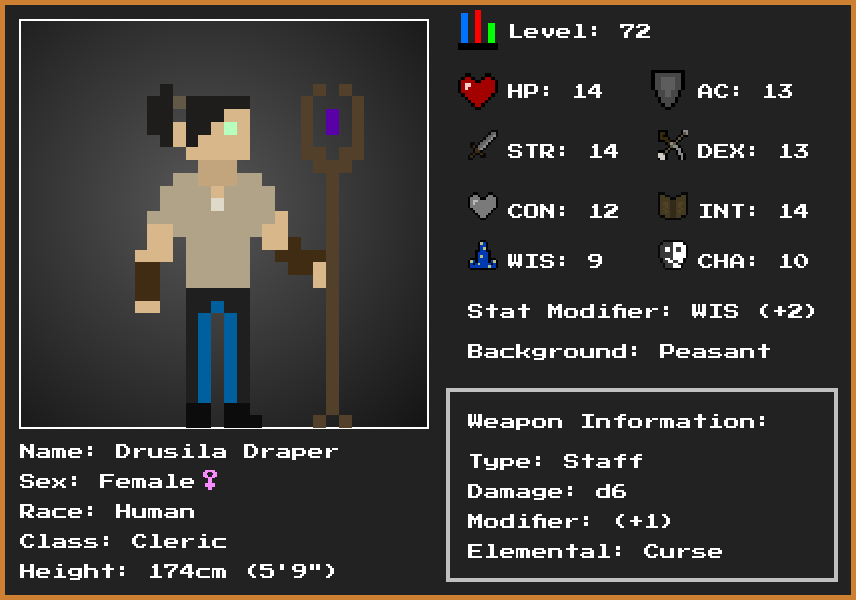 Level: 72
HP: 14 AC: 13
STR: 14 DEX: 13
CON: 12 INT: 14
WIS: 9 CHA: 10
Stat Modifier: WIS (+2)
Background: Peasant
Weapon Information:
Type: Staff
Damage: d6
Modifier: (+1)
Elemental: Curse
Name: Drusila Draper
Sex: Female♀
Race: Human
Class: Cleric
Height: 174cm (5'9")